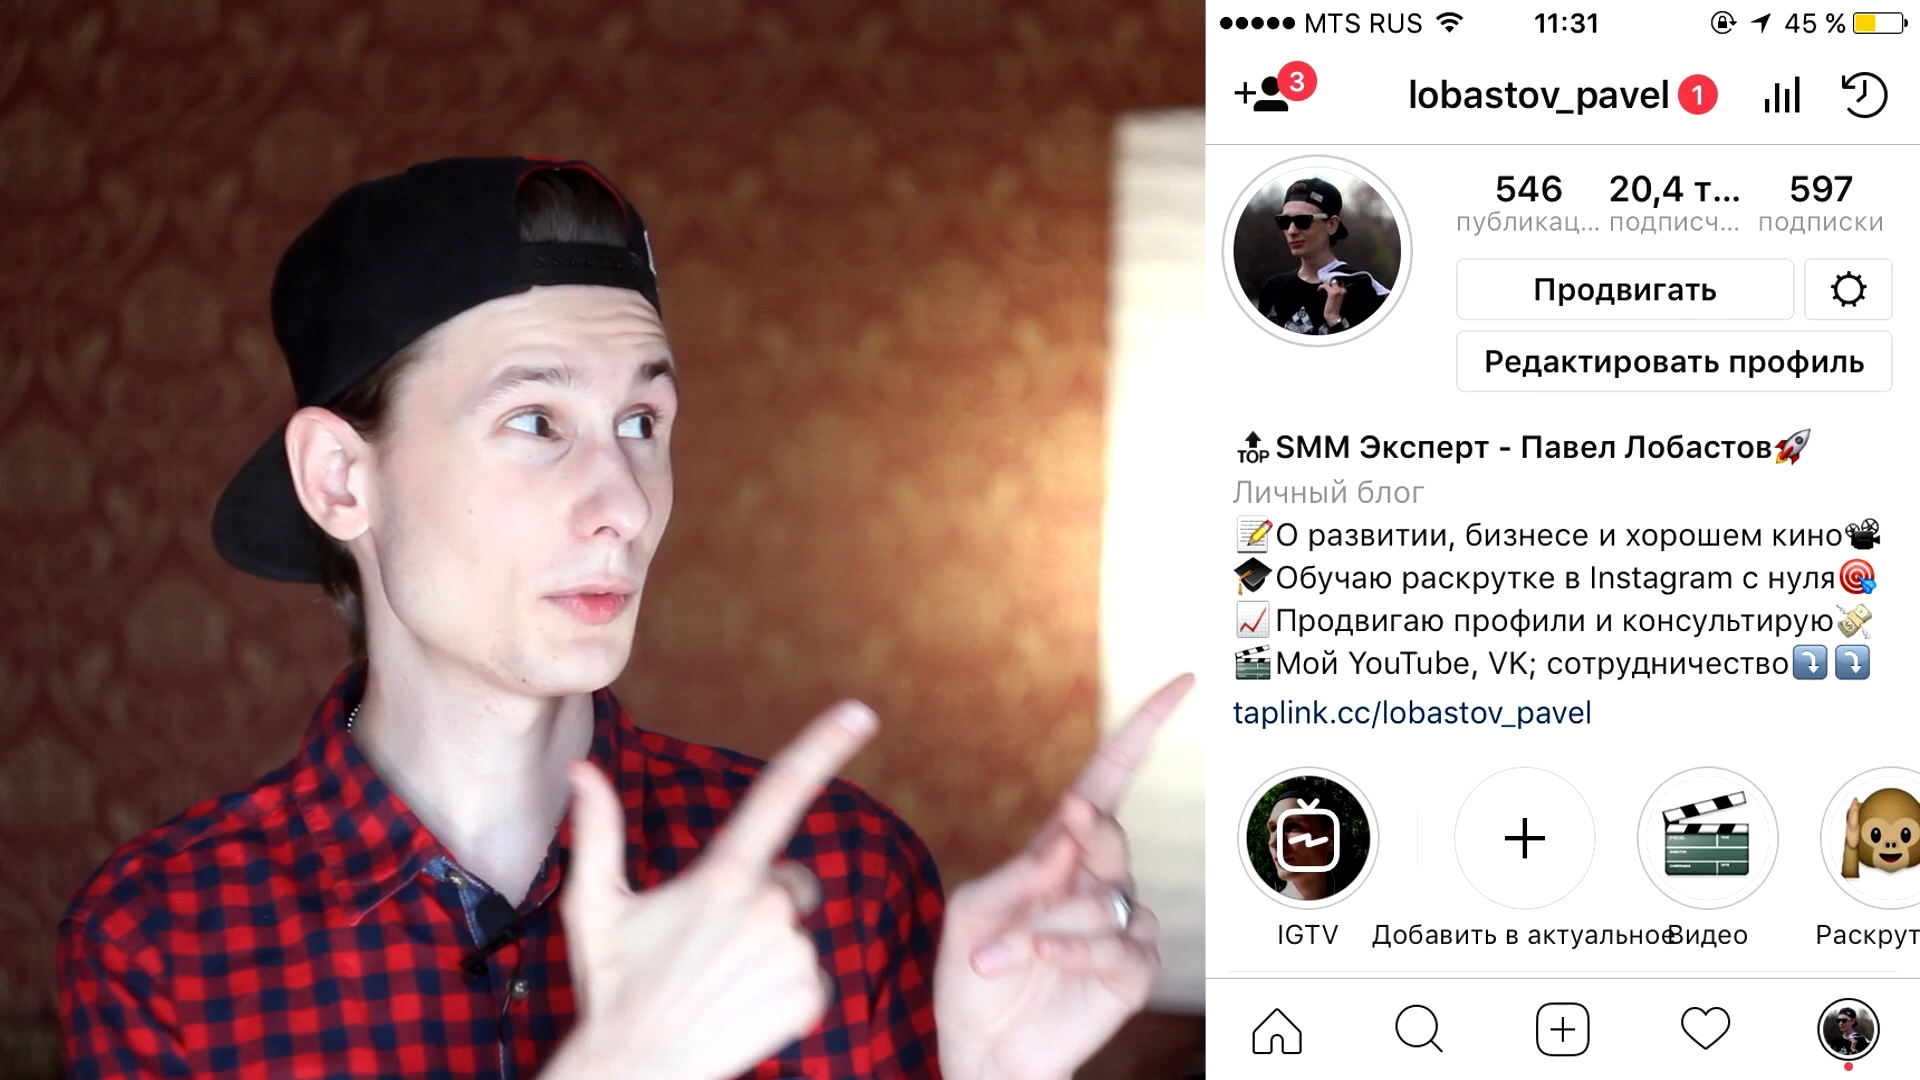 MTS RUS 11:31 45 %
3 lobastov_pavel 1
546 20,4 т... 597
публикац... подписч... подписки
Продвигать
Редактировать профиль
TOP SMM Эксперт - Павел Лобастов🚀
Личный блог
📝О развитии, бизнесе и хорошем кино🎥
🎓Обучаю раскрутке в Instagram с нуля🎯
📈Продвигаю профили и консультирую💸
🎬Мой YouTube, VK; сотрудничество⤵️⤵️
taplink.cc/lobastov_pavel
IGTV Добавить в актуальное Видео Раскрут